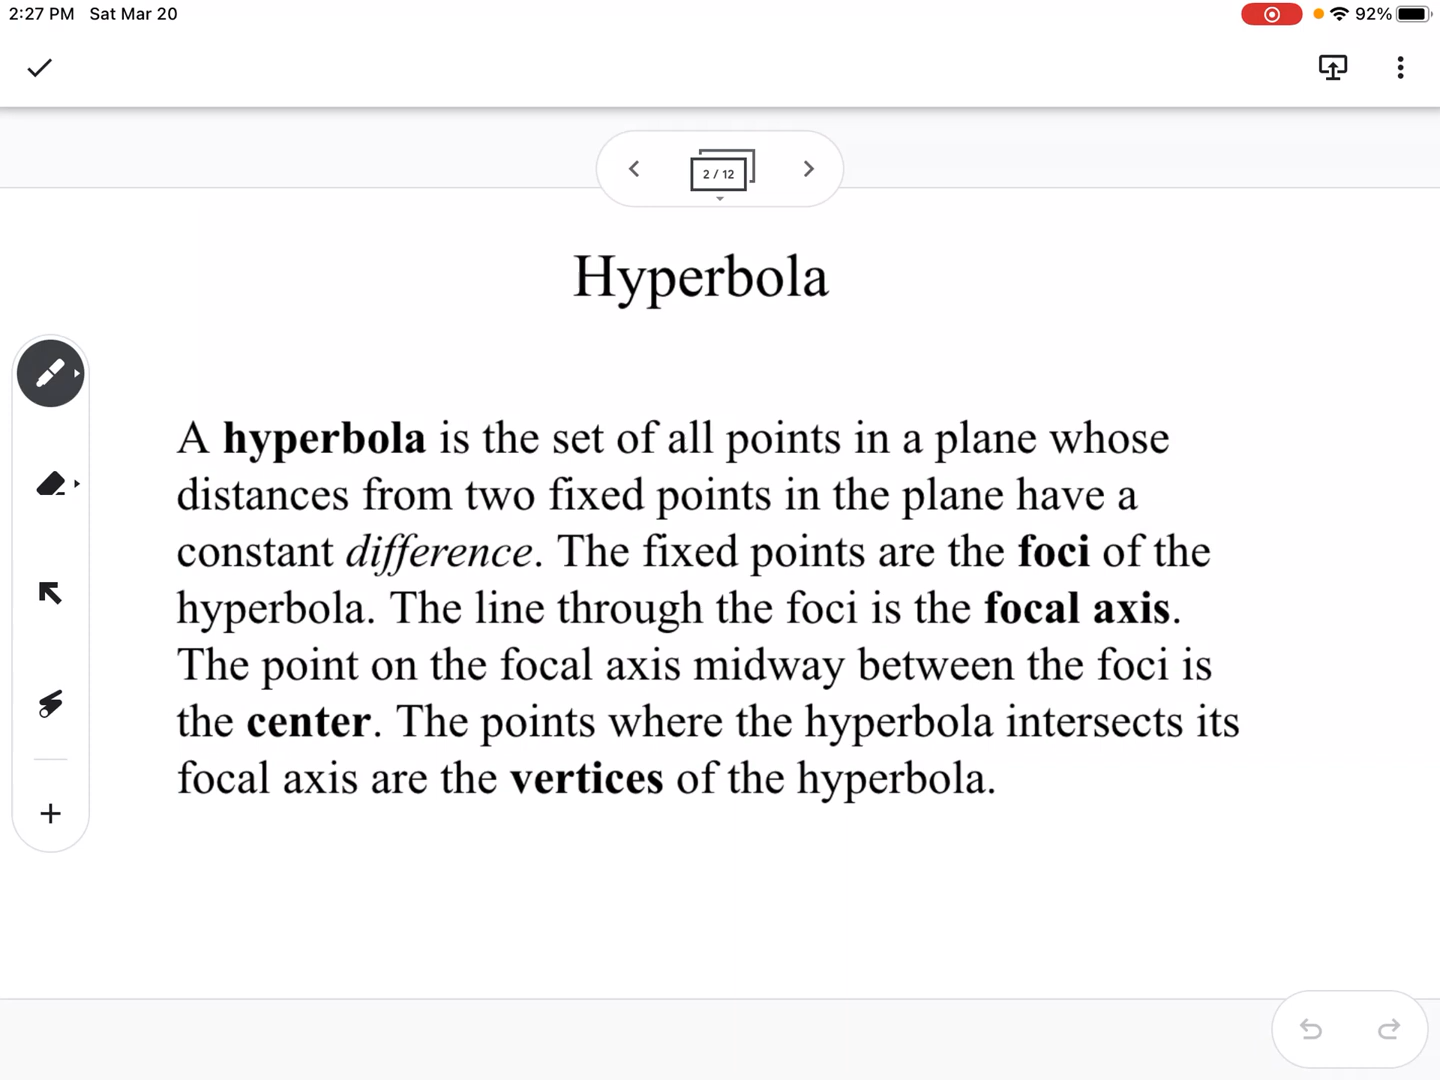 2:27 PM Sat Mar 20
92%
2 / 12
Hyperbola
A hyperbola is the set of all points in a plane whose
distances from two fixed points in the plane have a
constant difference. The fixed points are the foci of the
hyperbola. The line through the foci is the focal axis.
The point on the focal axis midway between the foci is
the center. The points where the hyperbola intersects its
focal axis are the vertices of the hyperbola.